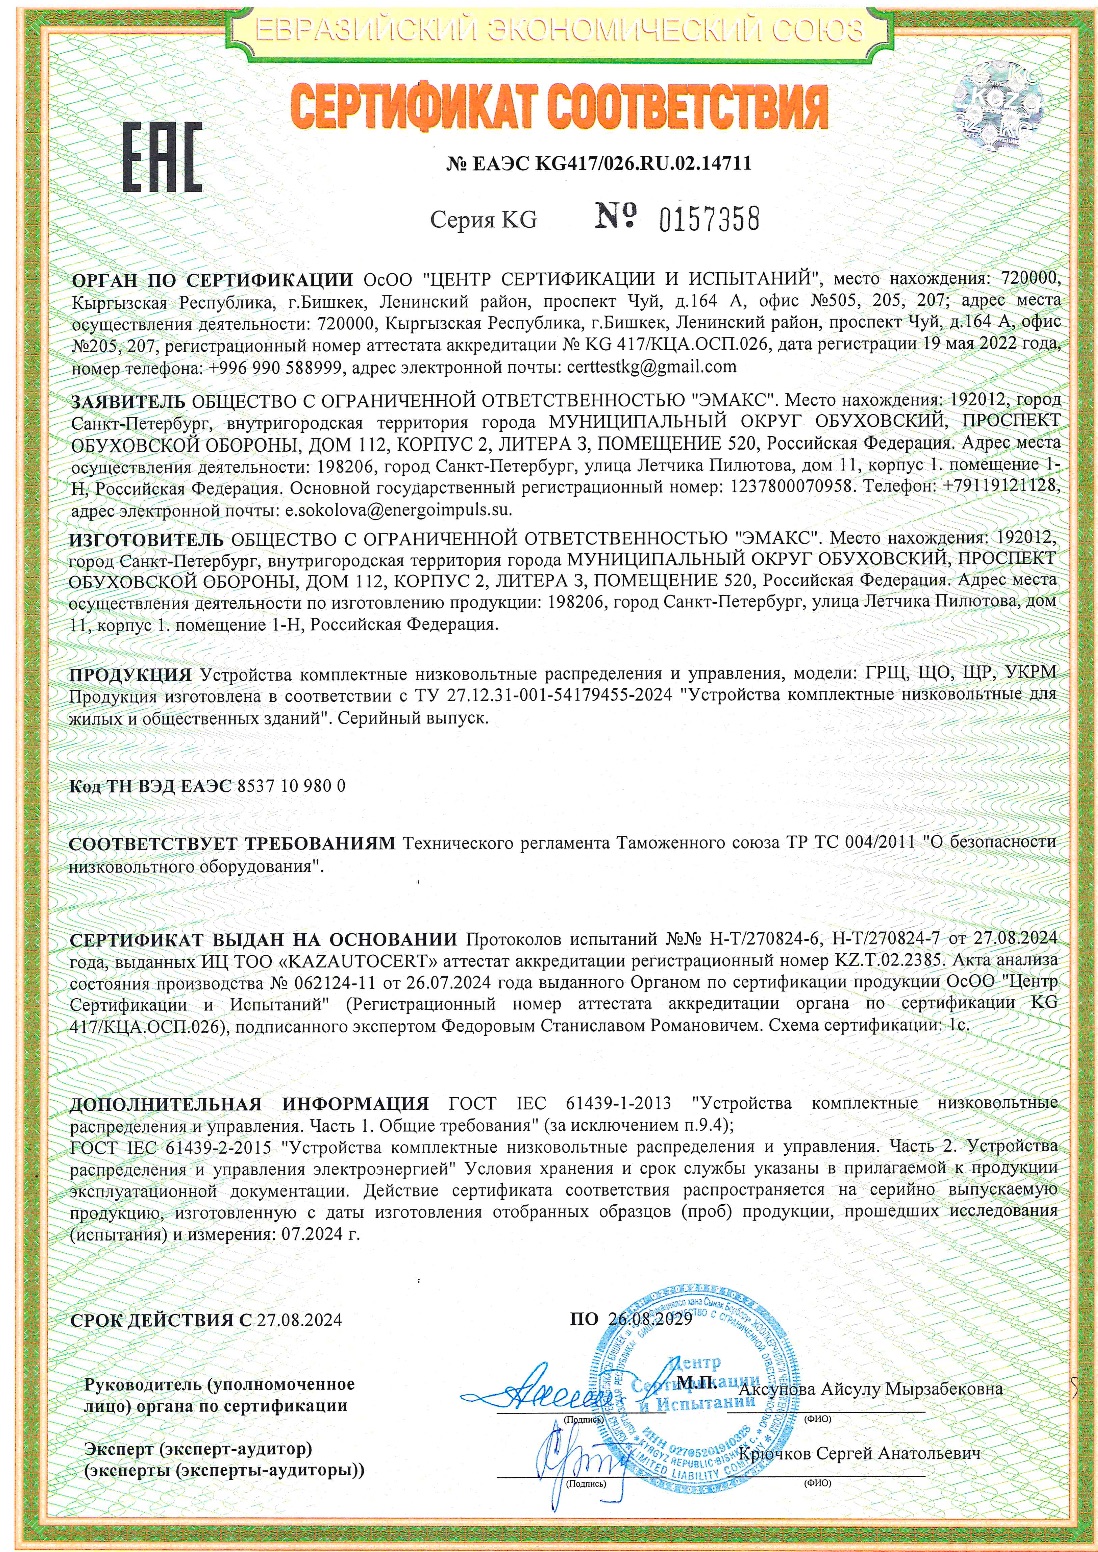 ЕВРАЗИЙСКИЙ ЭКОНОМИЧЕСКИЙ СОЮЗ
СЕРТИФИКАТ СООТВЕТСТВИЯ
ЕАС
№ ЕАЭС KG417/026.RU.02.14711
Серия KG № 0157358
ОРГАН ПО СЕРТИФИКАЦИИ ОсОО "ЦЕНТР СЕРТИФИКАЦИИ И ИСПЫТАНИЙ", место нахождения: 720000,
Кыргызская Республика, г.Бишкек, Ленинский район, проспект Чуй, д.164 А, офис №505, 205, 207; адрес места
осуществления деятельности: 720000, Кыргызская Республика, г.Бишкек, Ленинский район, проспект Чуй, д.164 А, офис
№205, 207, регистрационный номер аттестата аккредитации № KG 417/КЦА.ОСП.026, дата регистрации 19 мая 2022 года,
номер телефона: +996 990 588999, адрес электронной почты: certtestkg@gmail.com
ЗАЯВИТЕЛЬ ОБЩЕСТВО С ОГРАНИЧЕННОЙ ОТВЕТСТВЕННОСТЬЮ "ЭМАКС". Место нахождения: 192012, город
Санкт-Петербург, внутригородская территория города МУНИЦИПАЛЬНЫЙ ОКРУГ ОБУХОВСКИЙ, ПРОСПЕКТ
ОБУХОВСКОЙ ОБОРОНЫ, ДОМ 112, КОРПУС 2, ЛИТЕРА З, ПОМЕЩЕНИЕ 520, Российская Федерация. Адрес места
осуществления деятельности: 198206, город Санкт-Петербург, улица Летчика Пилютова, дом 11, корпус 1. помещение 1-
Н, Российская Федерация. Основной государственный регистрационный номер: 1237800070958. Телефон: +79119121128,
адрес электронной почты: e.sokolova@energoimpuls.su.
ИЗГОТОВИТЕЛЬ ОБЩЕСТВО С ОГРАНИЧЕННОЙ ОТВЕТСТВЕННОСТЬЮ "ЭМАКС". Место нахождения: 192012,
город Санкт-Петербург, внутригородская территория города МУНИЦИПАЛЬНЫЙ ОКРУГ ОБУХОВСКИЙ, ПРОСПЕКТ
ОБУХОВСКОЙ ОБОРОНЫ, ДОМ 112, КОРПУС 2, ЛИТЕРА З, ПОМЕЩЕНИЕ 520, Российская Федерация. Адрес места
осуществления деятельности по изготовлению продукции: 198206, город Санкт-Петербург, улица Летчика Пилютова, дом
11, корпус 1. помещение 1-Н, Российская Федерация.
ПРОДУКЦИЯ Устройства комплектные низковольтные распределения и управления, модели: ГРЩ, ЩО, ЩР, УКРМ
Продукция изготовлена в соответствии с ТУ 27.12.31-001-54179455-2024 "Устройства комплектные низковольтные для
жилых и общественных зданий". Серийный выпуск.
Код ТН ВЭД ЕАЭС 8537 10 980 0
СООТВЕТСТВУЕТ ТРЕБОВАНИЯМ Технического регламента Таможенного союза ТР ТС 004/2011 "О безопасности
низковольтного оборудования".
СЕРТИФИКАТ ВЫДАН НА ОСНОВАНИИ Протоколов испытаний №№ Н-Т/270824-6, Н-Т/270824-7 от 27.08.2024
года, выданных ИЦ ТОО «KAZAUTOCERT» аттестат аккредитации регистрационный номер KZ.T.02.2385. Акта анализа
состояния производства № 062124-11 от 26.07.2024 года выданного Органом по сертификации продукции ОсОО "Центр
Сертификации и Испытаний" (Регистрационный номер аттестата аккредитации органа по сертификации KG
417/КЦА.ОСП.026), подписанного экспертом Федоровым Станиславом Романовичем. Схема сертификации: 1с.
ДОПОЛНИТЕЛЬНАЯ ИНФОРМАЦИЯ ГОСТ IEC 61439-1-2013 "Устройства комплектные низковольтные
распределения и управления. Часть 1. Общие требования" (за исключением п.9.4);
ГОСТ IEC 61439-2-2015 "Устройства комплектные низковольтные распределения и управления. Часть 2. Устройства
распределения и управления электроэнергией" Условия хранения и срок службы указаны в прилагаемой к продукции
эксплуатационной документации. Действие сертификата соответствия распространяется на серийно выпускаемую
продукцию, изготовленную с даты изготовления отобранных образцов (проб) продукции, прошедших исследования
(испытания) и измерения: 07.2024 г.
СРОК ДЕЙСТВИЯ С 27.08.2024 ПО 26.08.2029
Руководитель (уполномоченное
лицо) органа по сертификации
М.П.
Аксупова Айсулу Мырзабековна
(Подпись) (ФИО)
Центр
Сертификации
и Испытаний
Эксперт (эксперт-аудитор)
(эксперты (эксперты-аудиторы))
Крючков Сергей Анатольевич
(Подпись) (ФИО)